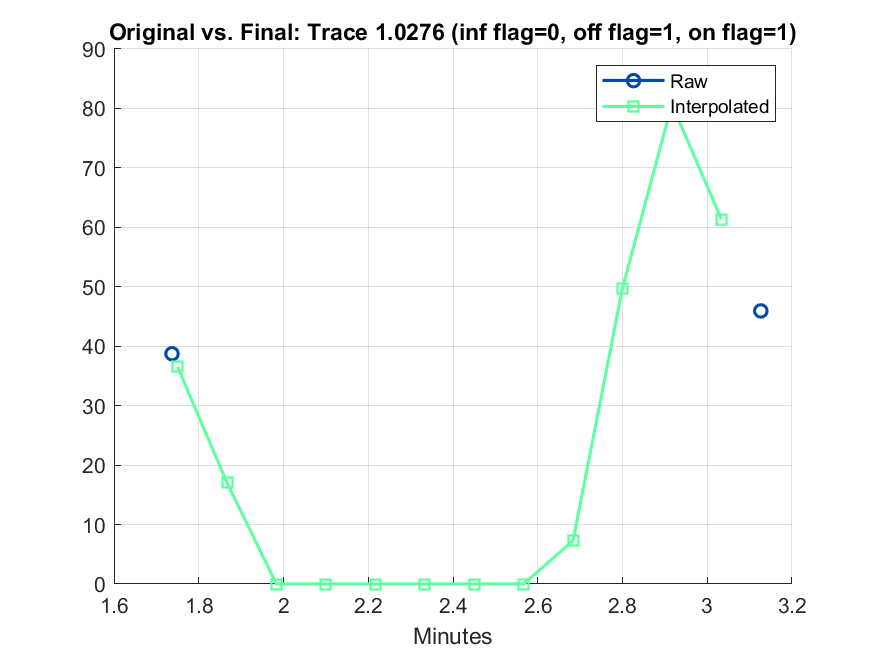 Original vs. Final: Trace 1.0276 (inf flag=0, off flag=1, on flag=1)
90
80
70
60
50
40
30
20
10
0
Raw
Interpolated
1.6 1.8 2 2.2 2.4 2.6 2.8 3 3.2
Minutes